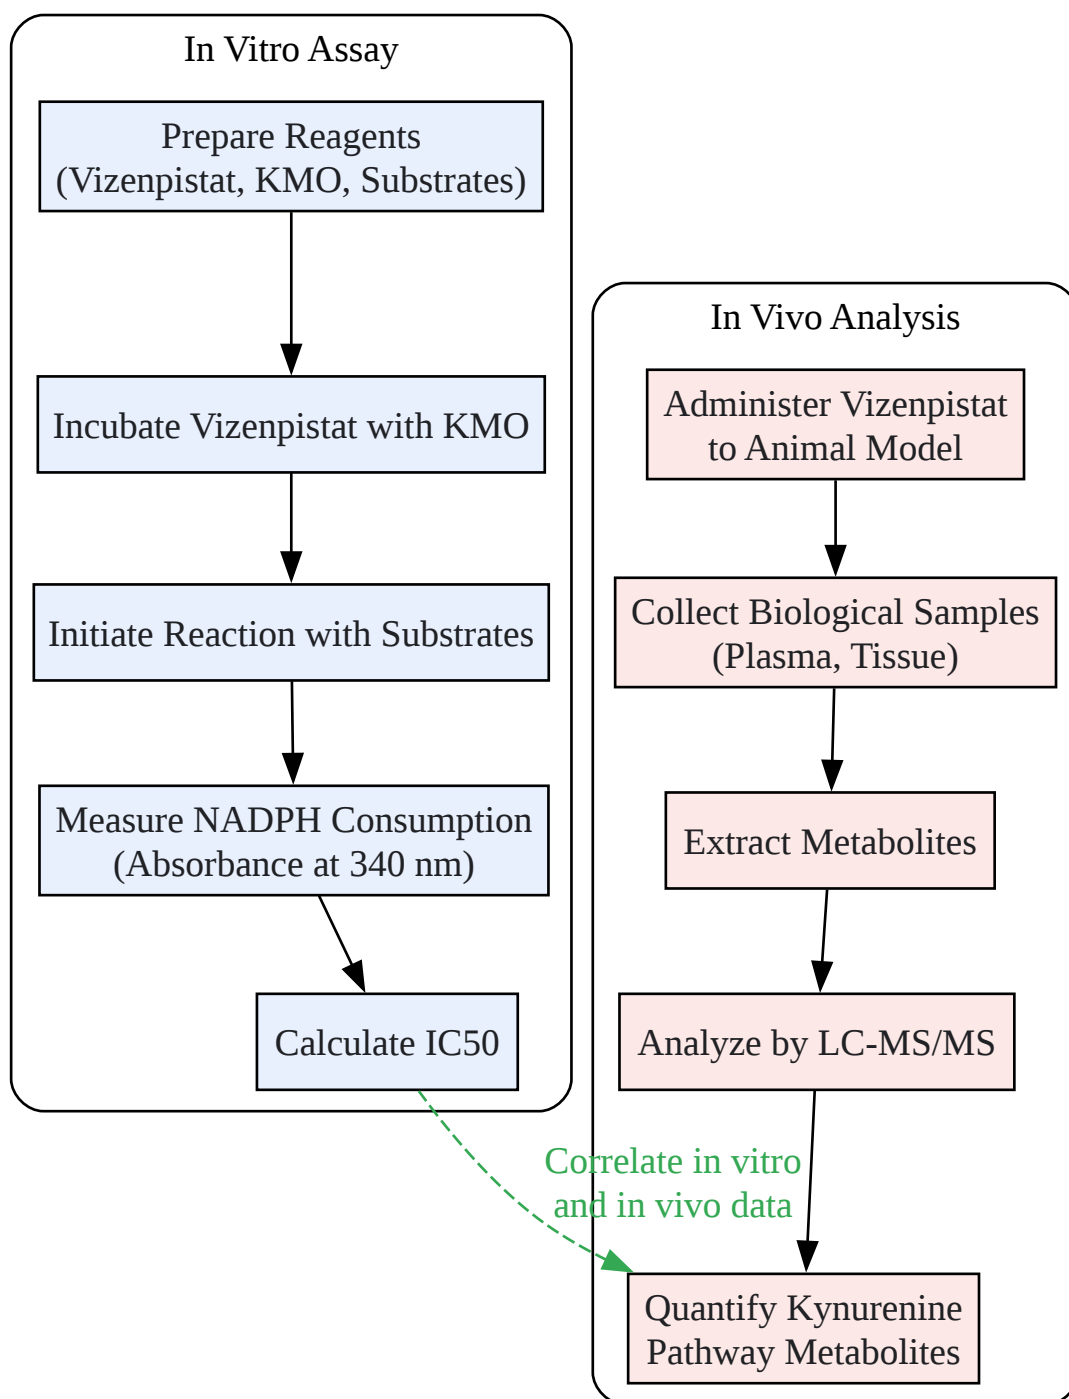 In Vitro Assay
Prepare Reagents
(Vizenpistat, KMO, Substrates)
Incubate Vizenpistat with KMO
Initiate Reaction with Substrates
Measure NADPH Consumption
(Absorbance at 340 nm)
Calculate IC50
In Vivo Analysis
Administer Vizenpistat
to Animal Model
Collect Biological Samples
(Plasma, Tissue)
Extract Metabolites
Analyze by LC-MS/MS
Correlate in vitro
and in vivo data
Quantify Kynurenine
Pathway Metabolites